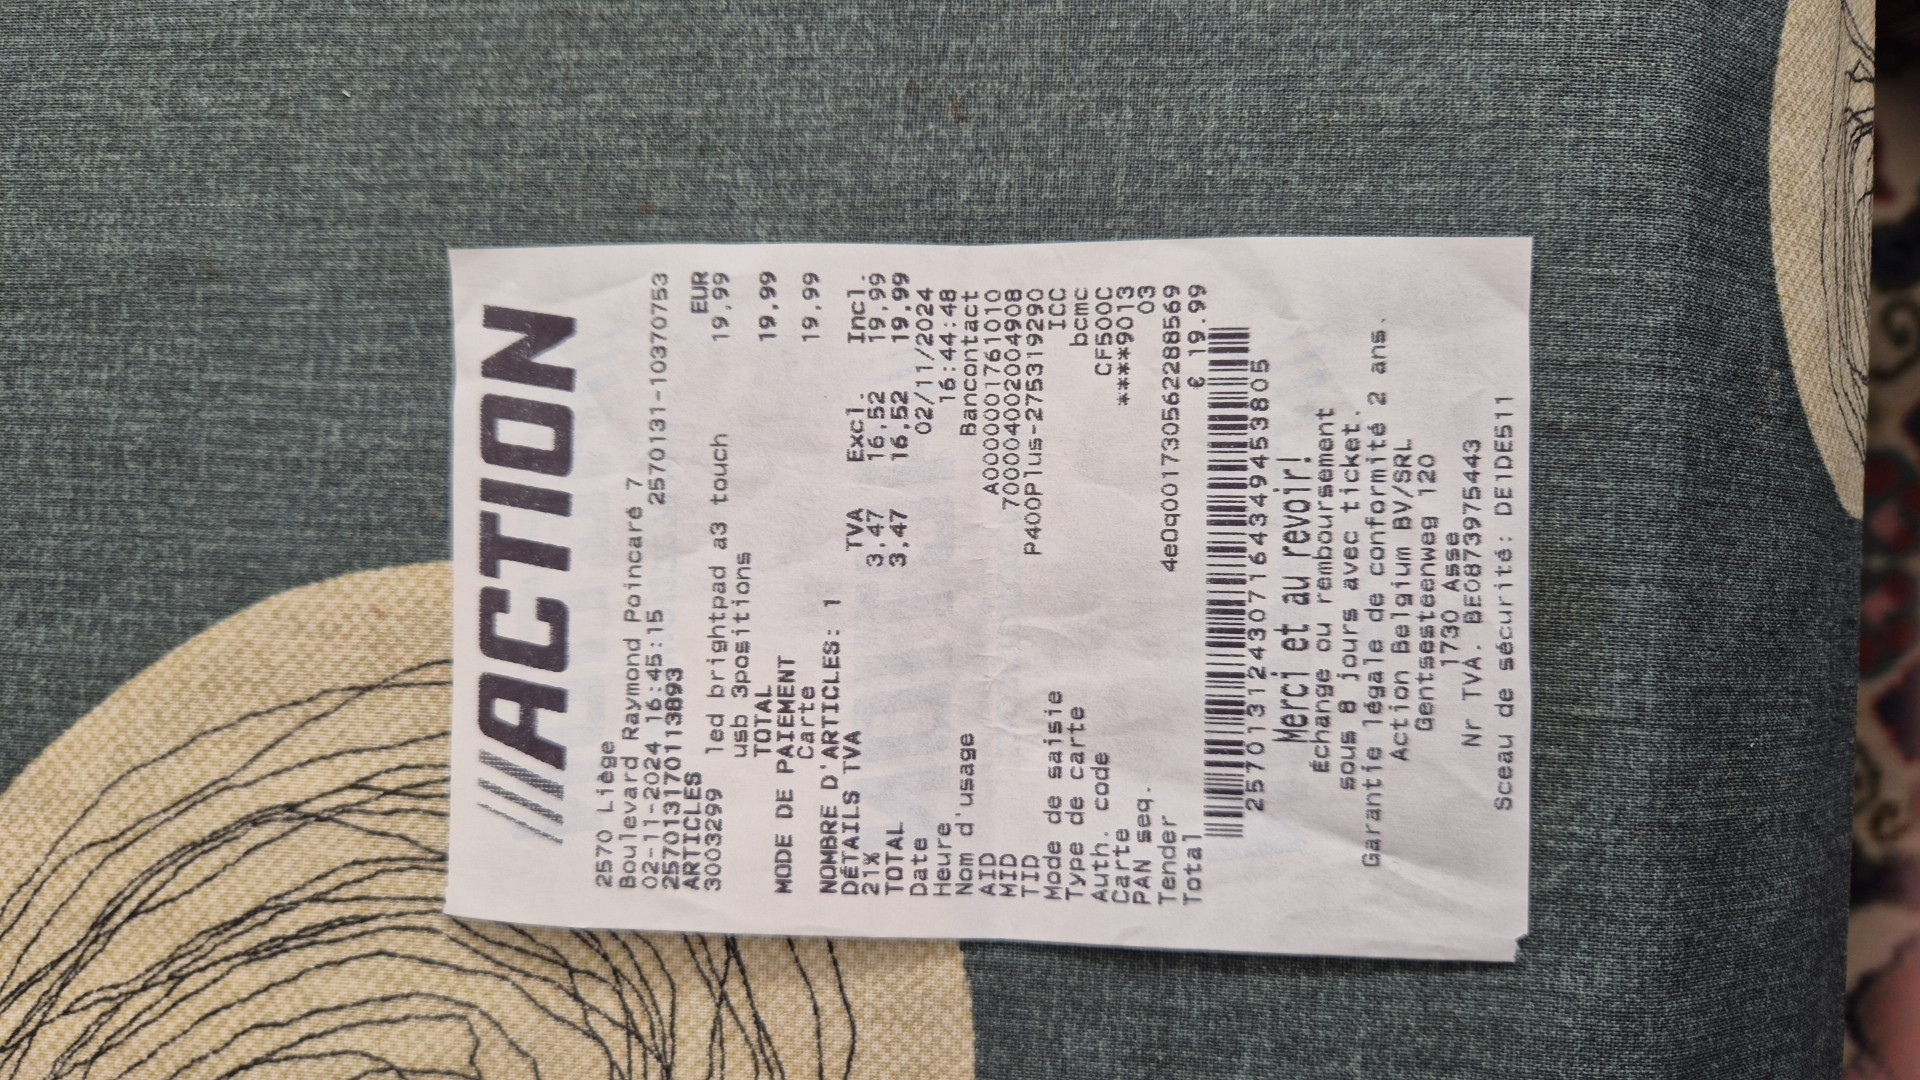 ///ACTION
2570 Liège
Boulevard Raymond Poincaré 7
02-11-2024 16:45:15 2570131-10370753
2570131701113893
ARTICLES EUR
3003299 led brightpad a3 touch 19,99
usb 3positions
TOTAL 19,99
MODE DE PAIEMENT
Carte 19,99
NOMBRE D'ARTICLES: 1
DÉTAILS TVA TVA Excl. Incl.
21% 3,47 16,52 19,99
TOTAL 3,47 16,52 19,99
Date 02/11/2024
Heure 16:44:48
Nom d'usage Bancontact
AID A0000001761010
MID 700004002004908
TID P400Plus-275319290
Mode de saisie ICC
Type de carte bcmc
Auth. code CF500C
Carte ****9013
PAN seq. 03
Tender 4e0q001730562288569
Total € 19.99
257013124307164349453805
Merci et au revoir!
Échange ou remboursement
sous 8 jours avec ticket.
Garantie légale de conformité 2 ans.
Action Belgium BV/SRL
Gentsesteenweg 120
1730 Asse
Nr TVA. BE0873975443
Sceau de sécurité: DE1DE511